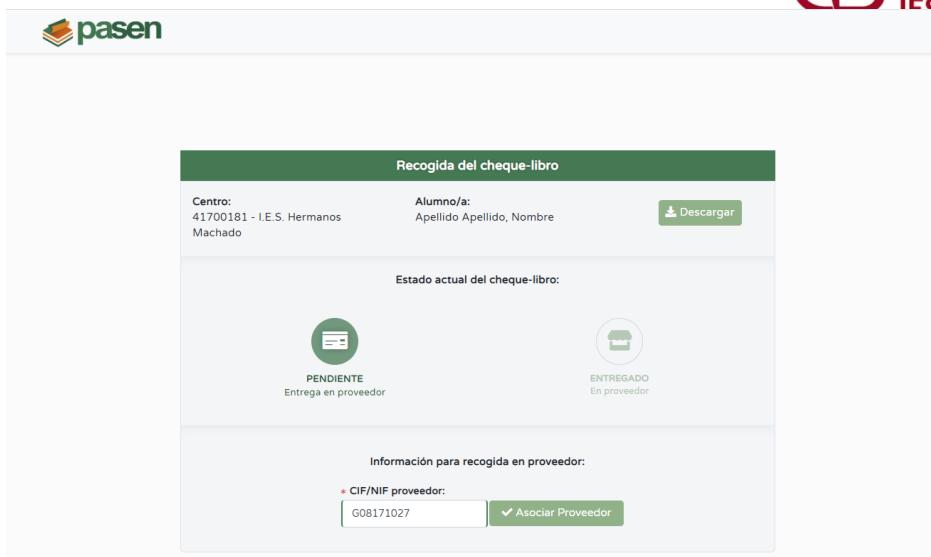 IES
pasen
Recogida del cheque-libro
Centro:
41700181 - I.E.S. Hermanos
Machado
Alumno/a:
Apellido Apellido, Nombre
Descargar
Estado actual del cheque-libro:
PENDIENTE
Entrega en proveedor
ENTREGADO
En proveedor
Información para recogida en proveedor:
* CIF/NIF proveedor:
G08171027
Asociar Proveedor